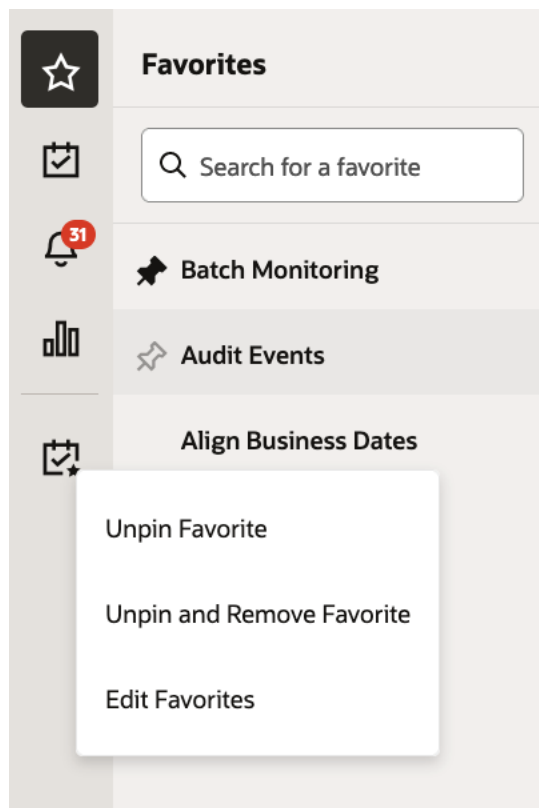 Favorites
Search for a favorite
31
Batch Monitoring
Audit Events
Align Business Dates
Unpin Favorite
Unpin and Remove Favorite
Edit Favorites